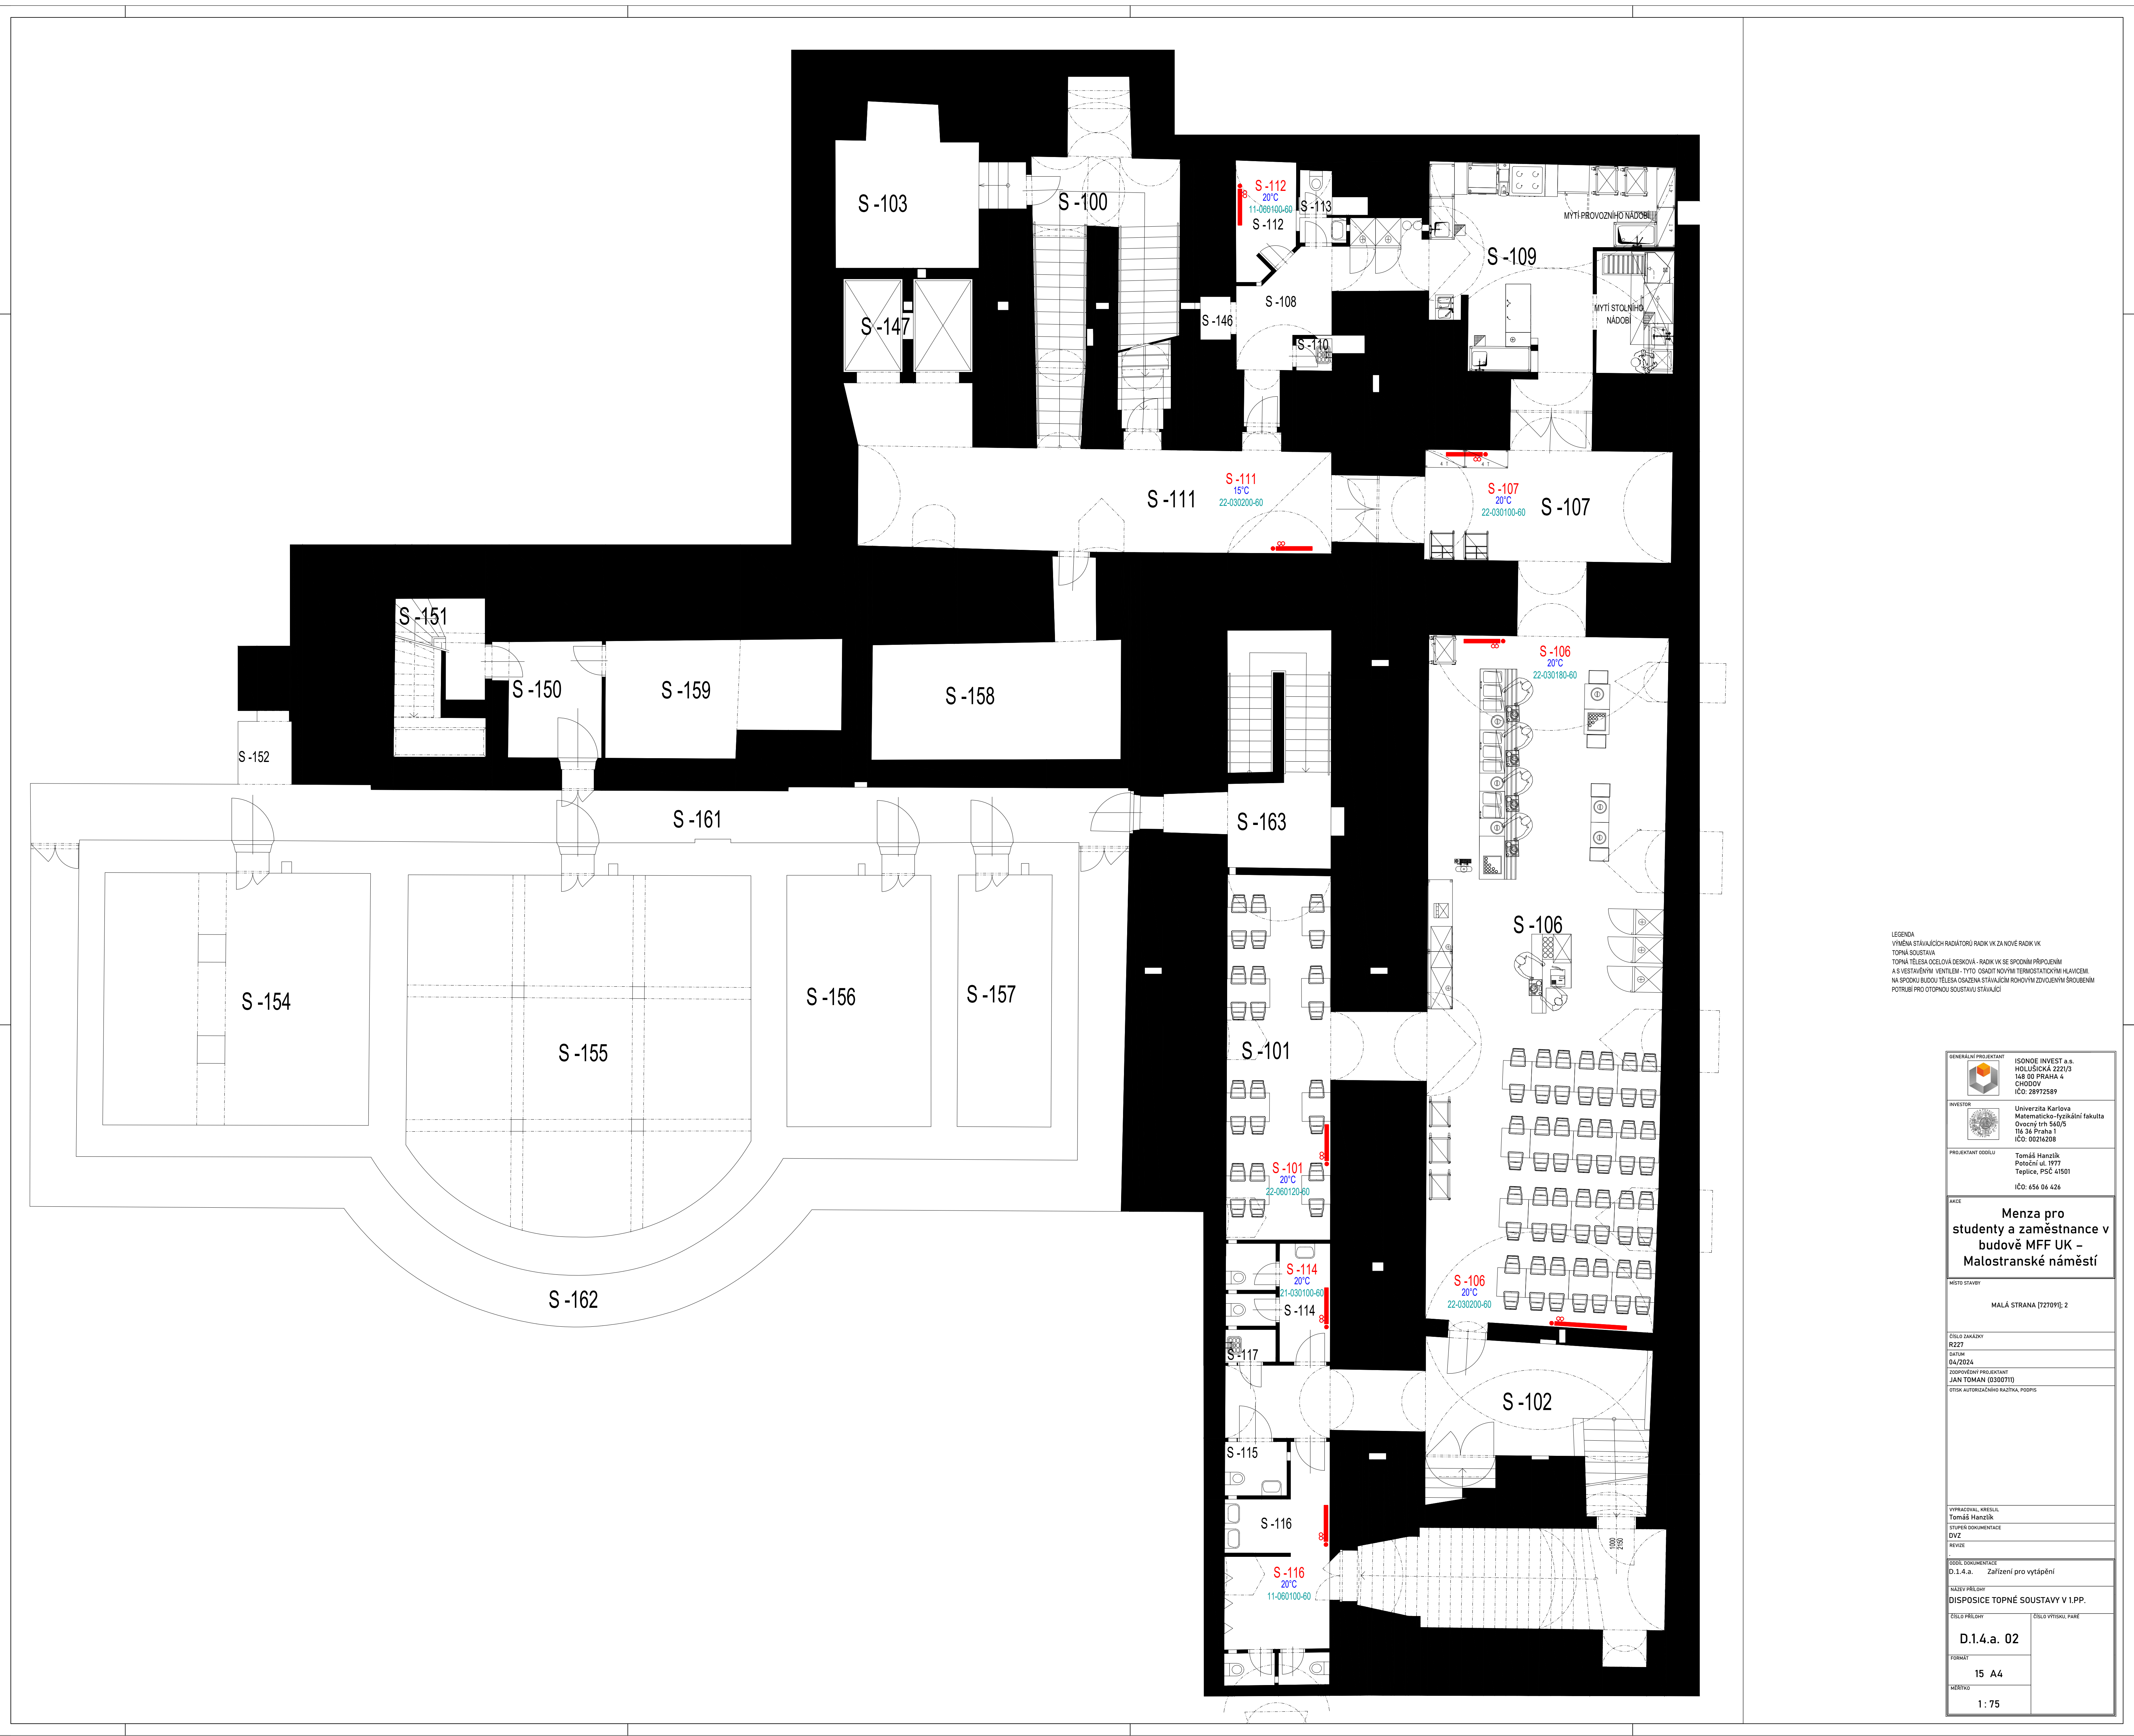 S -103
S -100
S -112
20°C
11-060100-60
S -112
S -113
MYTÍ PROVOZNÍHO NÁDOBÍ
S -109
S -108
S -146
S -147
S -110
MYTÍ STOLNÍHO
NÁDOBÍ
S -111
15°C
22-030200-60
S -111
4 T
4 T
S -107
20°C
22-030100-60
S -107
S -151
S -150
S -159
S -158
S -106
20°C
22-030180-60
S -152
S -161
S -163
S -106
S -154
S -155
S -156
S -157
S -101
S -101
20°C
22-060120-60
S -162
S -114
20°C
21-030100-60
S -114
S -117
S -106
20°C
22-030200-60
S -102
S -115
S -116
1000
2150
S -116
20°C
11-060100-60
LEGENDA
VÝMĚNA STÁVAJÍCÍCH RADIÁTORŮ RADIK VK ZA NOVÉ RADIK VK
TOPNÁ SOUSTAVA
TOPNÁ TĚLESA OCELOVÁ DESKOVÁ - RADIK VK SE SPODNÍM PŘIPOJENÍM
A S VESTAVĚNÝM VENTILEM - TYTO OSADIT NOVÝMI TERMOSTATICKÝMI HLAVICEMI.
NA SPODKU BUDOU TĚLESA OSAZENA STÁVAJÍCÍM ROHOVÝM ZDVOJENÝM ŠROUBENÍM
POTRUBÍ PRO OTOPNOU SOUSTAVU STÁVAJÍCÍ
GENERÁLNÍ PROJEKTANT
ISONOE INVEST a.s.
HOLUŠICKÁ 2221/3
148 00 PRAHA 4
CHODOV
IČO: 28972589
INVESTOR
Univerzita Karlova
Matematicko-fyzikální fakulta
Ovocný trh 560/5
116 36 Praha 1
IČO: 00216208
PROJEKTANT ODDÍLU
Tomáš Hanzlík
Potoční ul. 1977
Teplice, PSČ 41501
IČO: 656 06 426
AKCE
Menza pro
studenty a zaměstnance v
budově MFF UK –
Malostranské náměstí
MÍSTO STAVBY
MALÁ STRANA [727091]; 2
ČÍSLO ZAKÁZKY
R227
DATUM
04/2024
ZODPOVĚDNÝ PROJEKTANT
JAN TOMAN (0300711)
OTISK AUTORIZAČNÍHO RAZÍTKA, PODPIS
VYPRACOVAL, KRESLIL
Tomáš Hanzlík
STUPEŇ DOKUMENTACE
DVZ
REVIZE
-
ODDÍL DOKUMENTACE
D.1.4.a. Zařízení pro vytápění
NÁZEV PŘÍLOHY
DISPOSICE TOPNÉ SOUSTAVY V 1.PP.
ČÍSLO PŘÍLOHY
ČÍSLO VÝTISKU, PARÉ
D.1.4.a. 02
FORMÁT
15 A4
MĚŘÍTKO
1 : 75